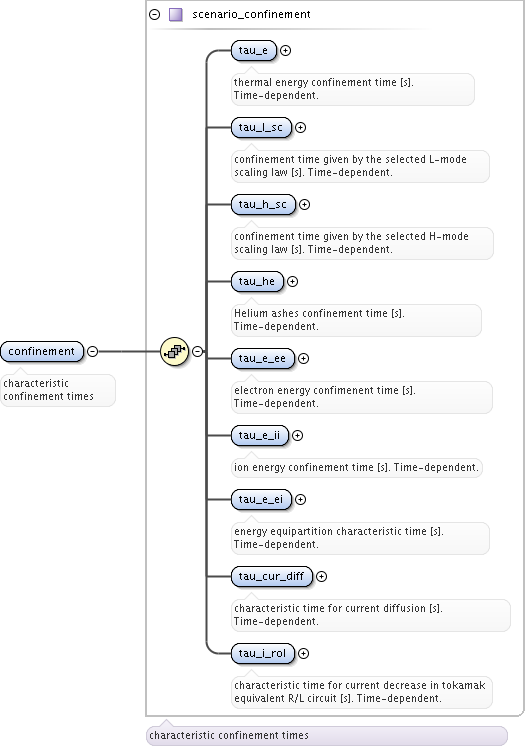 scenario_confinement
tau_e
thermal energy confinement time [s].
Time-dependent.
tau_l_sc
confinement time given by the selected L-mode
scaling law [s]. Time-dependent.
tau_h_sc
confinement time given by the selected H-mode
scaling law [s]. Time-dependent.
tau_he
Helium ashes confinement time [s].
Time-dependent.
confinement
characteristic
confinement times
tau_e_ee
electron energy confimenent time [s].
Time-dependent.
tau_e_ii
ion energy confinement time [s]. Time-dependent.
tau_e_ei
energy equipartition characteristic time [s].
Time-dependent.
tau_cur_diff
characteristic time for current diffusion [s].
Time-dependent.
tau_i_rol
characteristic time for current decrease in tokamak
equivalent R/L circuit [s]. Time-dependent.
characteristic confinement times